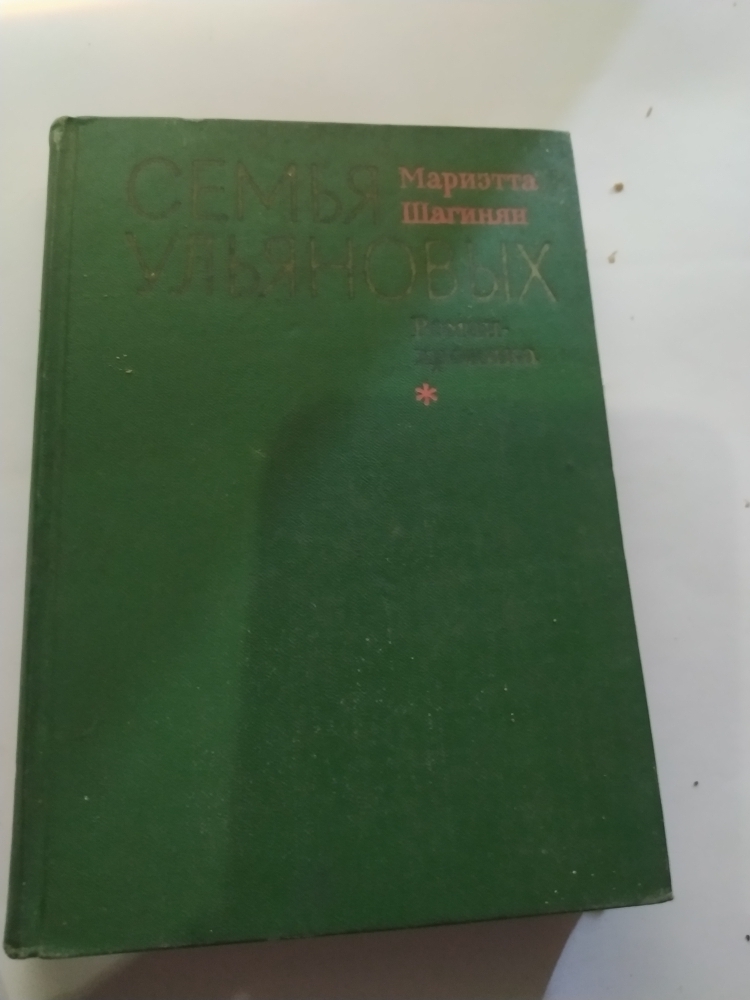 СЕМЬЯ
УЛЬЯНОВЫХ
Мариэтта
Шагинян
Роман-
хроника
*